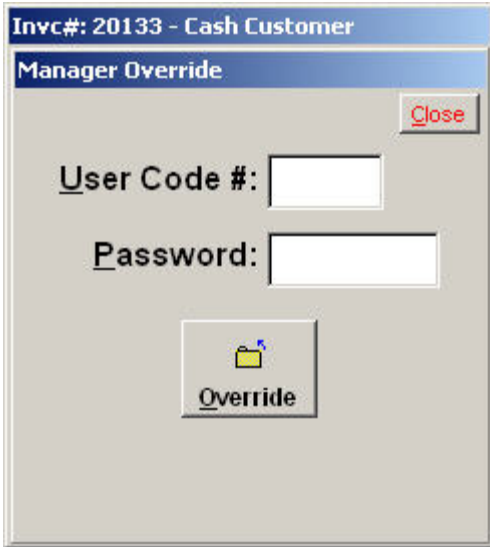 Invc#: 20133 - Cash Customer
Manager Override
Close
User Code #:
Password:
Override